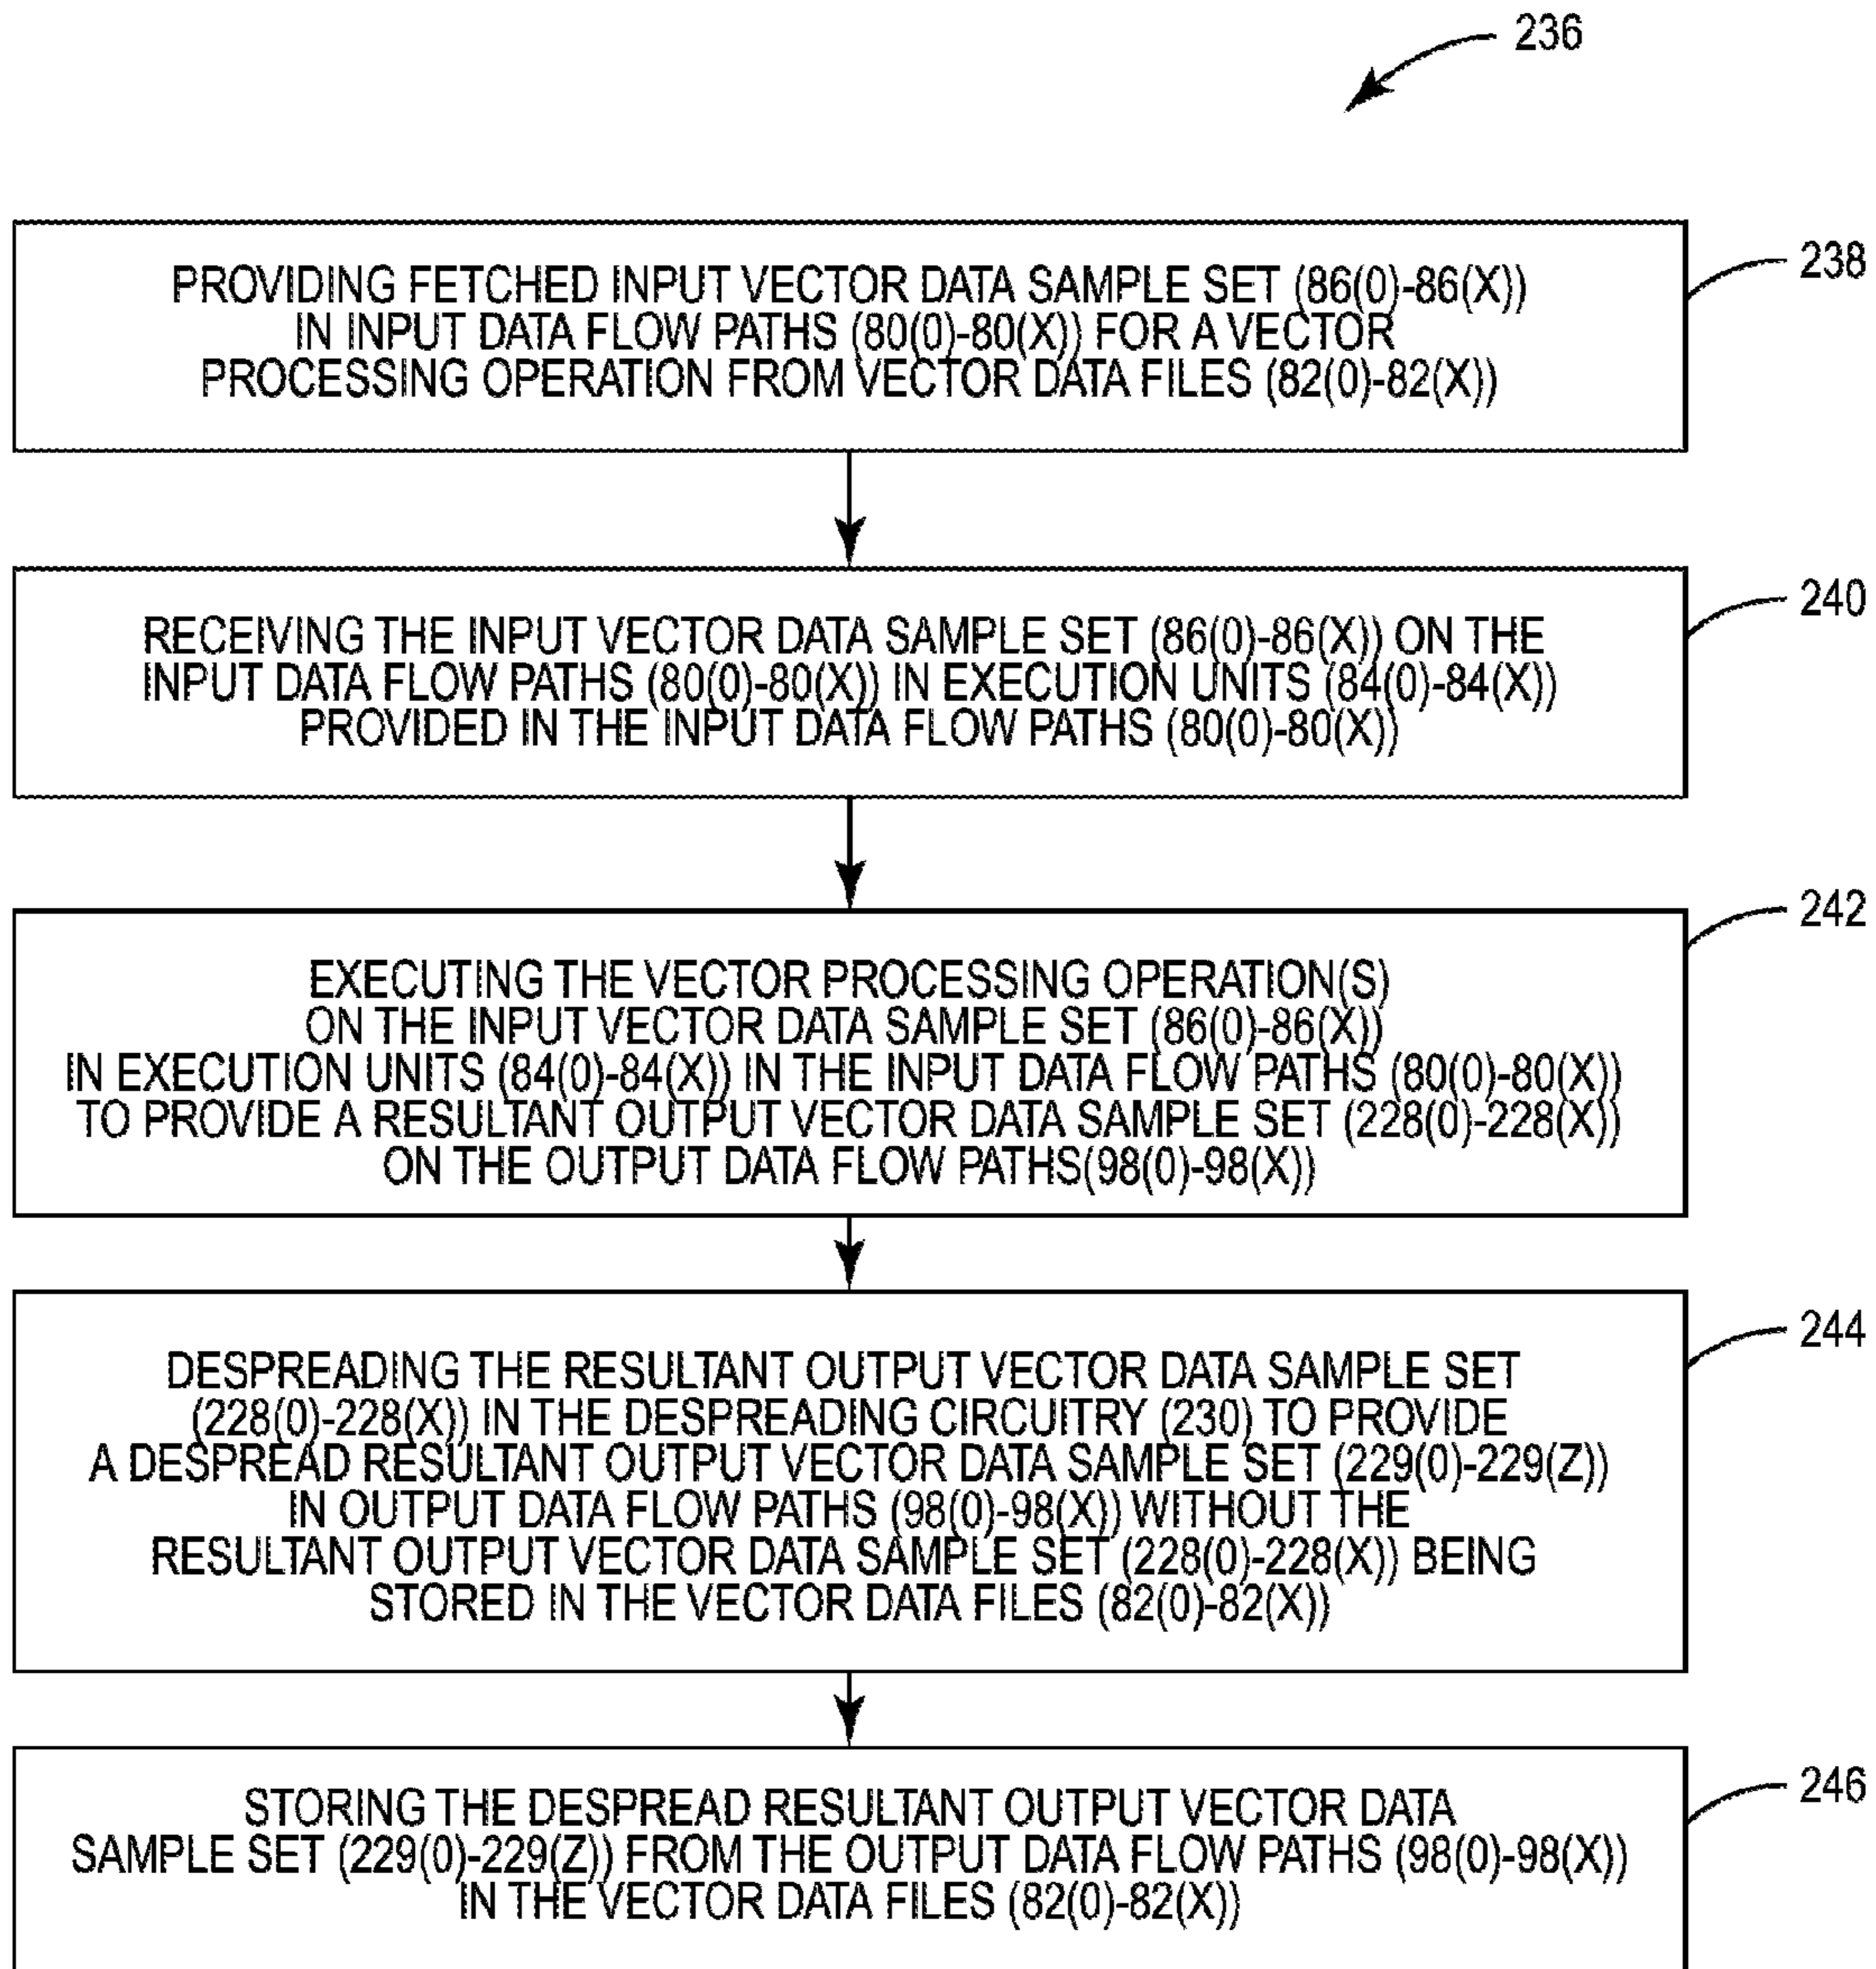 236
238
PROVIDING FETCHED INPUT VECTOR DATA SAMPLE SET (86(0)-86(X))
IN INPUT DATA FLOW PATHS (80(0)-80(X)) FOR A VECTOR
PROCESSING OPERATION FROM VECTOR DATA FILES (82(0)-82(X))
240
RECEIVING THE INPUT VECTOR DATA SAMPLE SET (86(0)-86(X)) ON THE
INPUT DATA FLOW PATHS (80(0)-80(X)) IN EXECUTION UNITS (84(0)-84(X))
PROVIDED IN THE INPUT DATA FLOW PATHS (80(0)-80(X))
242
EXECUTING THE VECTOR PROCESSING OPERATION(S)
ON THE INPUT VECTOR DATA SAMPLE SET (86(0)-86(X))
IN EXECUTION UNITS (84(0)-84(X)) IN THE INPUT DATA FLOW PATHS (80(0)-80(X))
TO PROVIDE A RESULTANT OUTPUT VECTOR DATA SAMPLE SET (228(0)-228(X))
ON THE OUTPUT DATA FLOW PATHS(98(0)-98(X))
244
DESPREADING THE RESULTANT OUTPUT VECTOR DATA SAMPLE SET
(228(0)-228(X)) IN THE DESPREADING CIRCUITRY (230) TO PROVIDE
A DESPREAD RESULTANT OUTPUT VECTOR DATA SAMPLE SET (229(0)-229(Z))
IN OUTPUT DATA FLOW PATHS (98(0)-98(X)) WITHOUT THE
RESULTANT OUTPUT VECTOR DATA SAMPLE SET (228(0)-228(X)) BEING
STORED IN THE VECTOR DATA FILES (82(0)-82(X))
246
STORING THE DESPREAD RESULTANT OUTPUT VECTOR DATA
SAMPLE SET (229(0)-229(Z)) FROM THE OUTPUT DATA FLOW PATHS (98(0)-98(X))
IN THE VECTOR DATA FILES (82(0)-82(X))